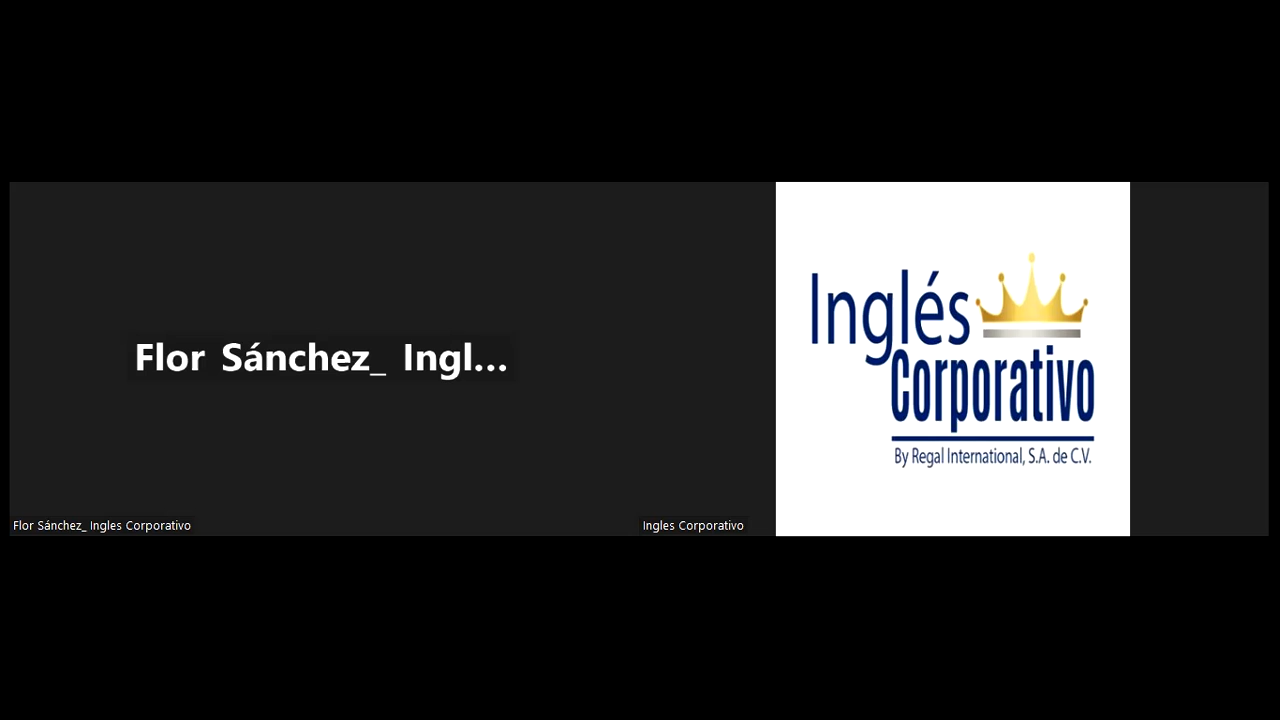 Flor Sánchez_ Ingl...
Flor Sánchez_ Ingles Corporativo
Inglés
Corporativo
By Regal International, S.A. de C.V.
Ingles Corporativo